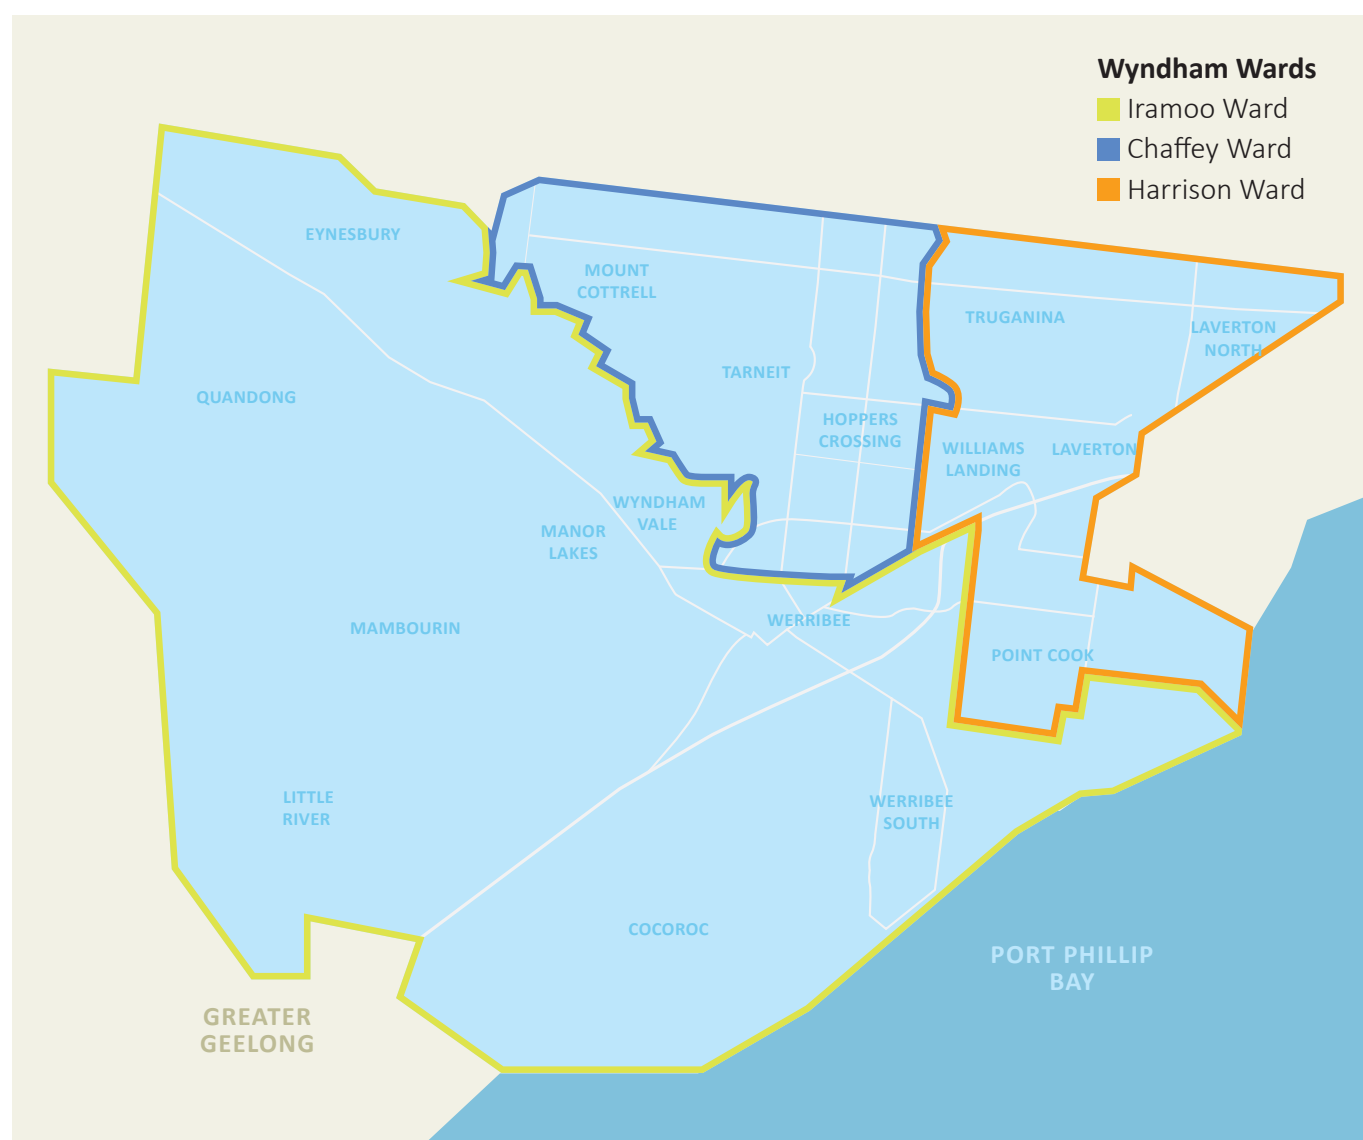 Wyndham Wards
Iramoo Ward
Chaffey Ward
Harrison Ward
EYNESBURY
MOUNT
COTTRELL
TRUGANINA
LAVERTON
NORTH
TARNEIT
QUANDONG
HOPPERS
CROSSING
WILLIAMS
LANDING
LAVERTON
WYNDHAM
VALE
MANOR
LAKES
WERRIBEE
MAMBOURIN
POINT COOK
LITTLE
RIVER
WERRIBEE
SOUTH
COCOROC
PORT PHILLIP
BAY
GREATER
GEELONG